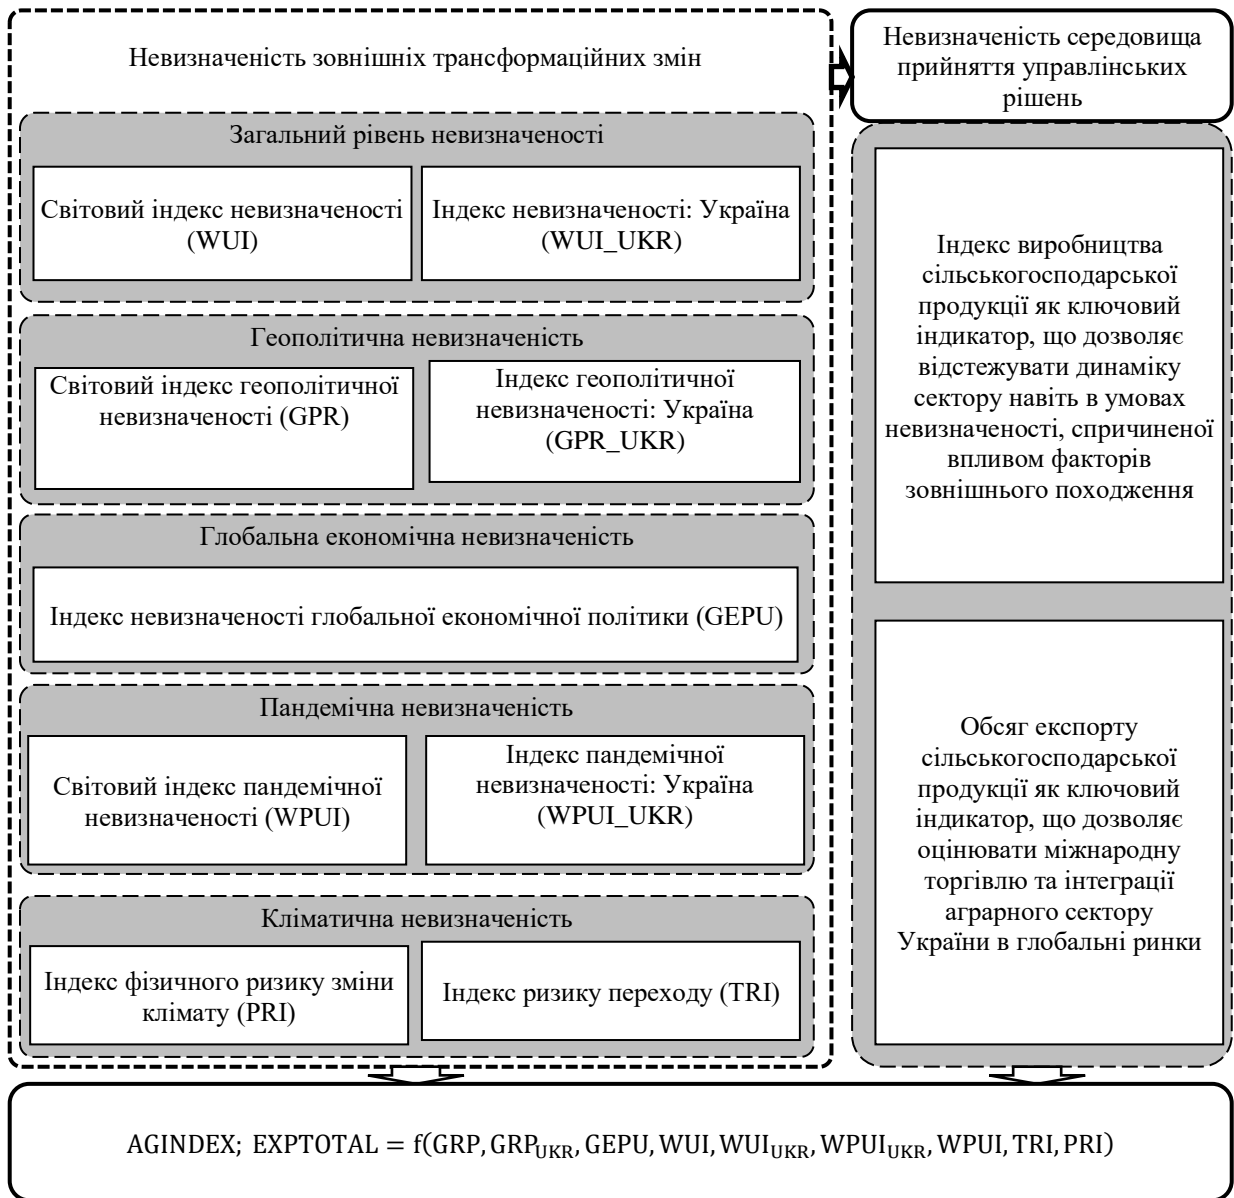 Невизначеність зовнішніх трансформаційних змін
Загальний рівень невизначеності
Світовий індекс невизначеності
(WUI)
Індекс невизначеності: Україна
(WUI_UKR)
Геополітична невизначеність
Світовий індекс геополітичної
невизначеності (GPR)
Індекс геополітичної
невизначеності: Україна
(GPR_UKR)
Глобальна економічна невизначеність
Індекс невизначеності глобальної економічної політики (GEPU)
Пандемічна невизначеність
Світовий індекс пандемічної
невизначеності (WPUI)
Індекс пандемічної
невизначеності: Україна
(WPUI_UKR)
Кліматична невизначеність
Індекс фізичного ризику зміни
клімату (PRI)
Індекс ризику переходу (TRI)
Невизначеність середовища
прийняття управлінських
рішень
Індекс виробництва
сільськогосподарської
продукції як ключовий
індикатор, що дозволяє
відстежувати динаміку
сектору навіть в умовах
невизначеності, спричиненої
впливом факторів
зовнішнього походження
Обсяг експорту
сільськогосподарської
продукції як ключовий
індикатор, що дозволяє
оцінювати міжнародну
торгівлю та інтеграції
аграрного сектору
України в глобальні ринки
AGINDEX; EXPTOTAL = f(GRP, GRP_UKR, GEPU, WUI, WUI_UKR, WPUI_UKR, WPUI, TRI, PRI)